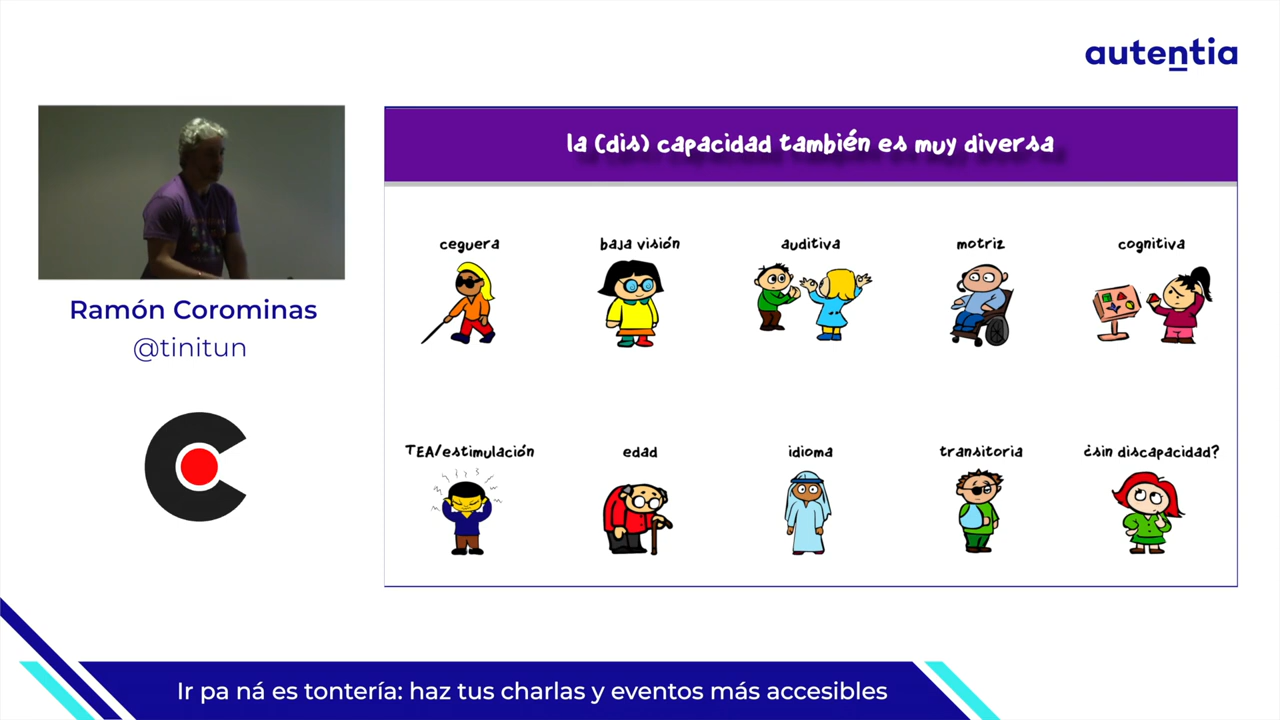 autentia
la (dis) capacidad también es muy diversa
ceguera
baja visión
auditiva
motriz
cognitiva
TEA/estimulación
edad
idioma
transitoria
¿sin discapacidad?
Ramón Corominas
@tinitun
Ir pa ná es tontería: haz tus charlas y eventos más accesibles